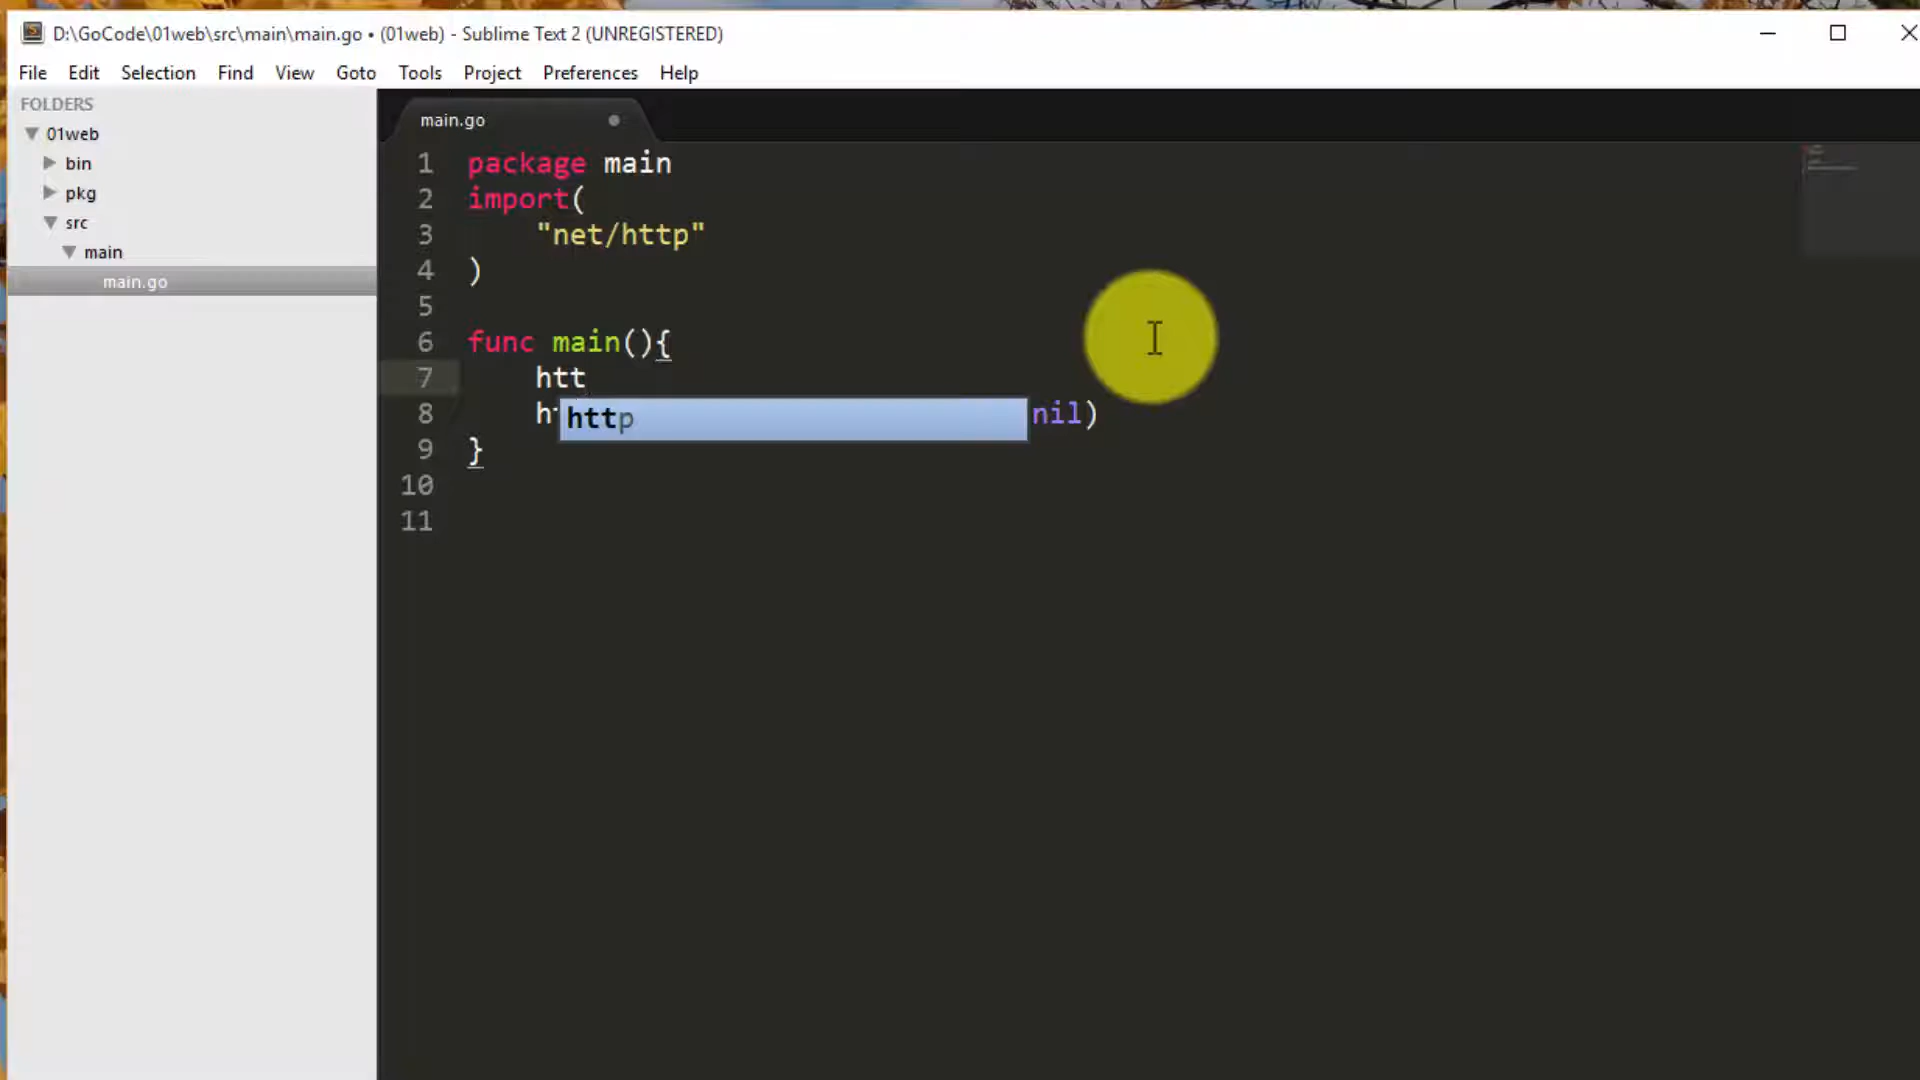 D:\GoCode\01web\src\main\main.go • (01web) - Sublime Text 2 (UNREGISTERED)
File Edit Selection Find View Goto Tools Project Preferences Help
FOLDERS
01web
bin
pkg
src
main
main.go
main.go
1 package main
2 import(
3 "net/http"
4 )
5
6 func main(){
7 htt
8 nil)
http
9 }
10
11